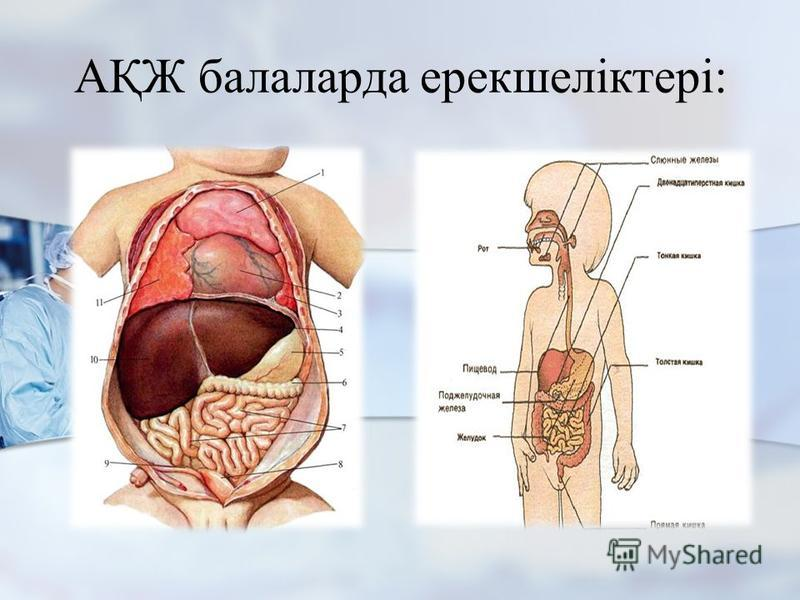 АҚЖ балаларда ерекшеліктері:
1
2
3
4
5
6
7
8
9
10
11
Слюнные железы
Двенадцатиперстная кишка
Рот
Тонкая кишка
Толстая кишка
Пищевод
Поджелудочная
железа
Желудок
Прямая кишка
MyShared